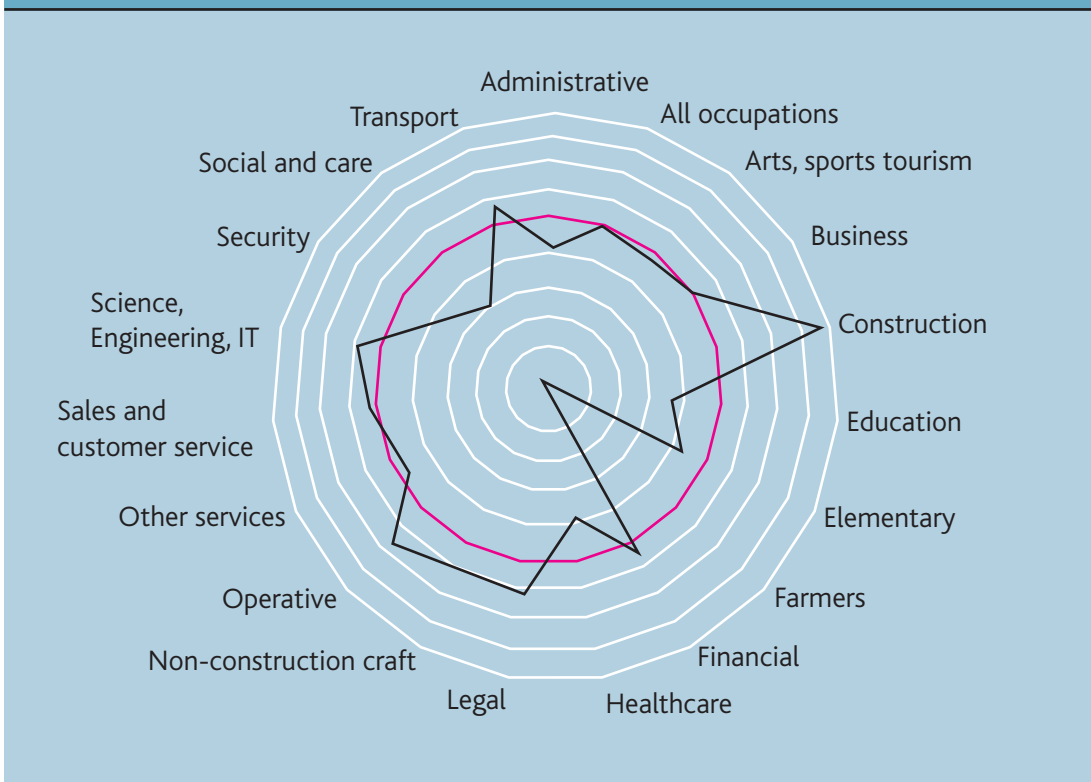 Administrative
All occupations
Transport
Arts, sports tourism
Social and care
Business
Security
Construction
Science,
Engineering, IT
Education
Sales and
customer service
Elementary
Other services
Farmers
Operative
Financial
Non-construction craft
Healthcare
Legal